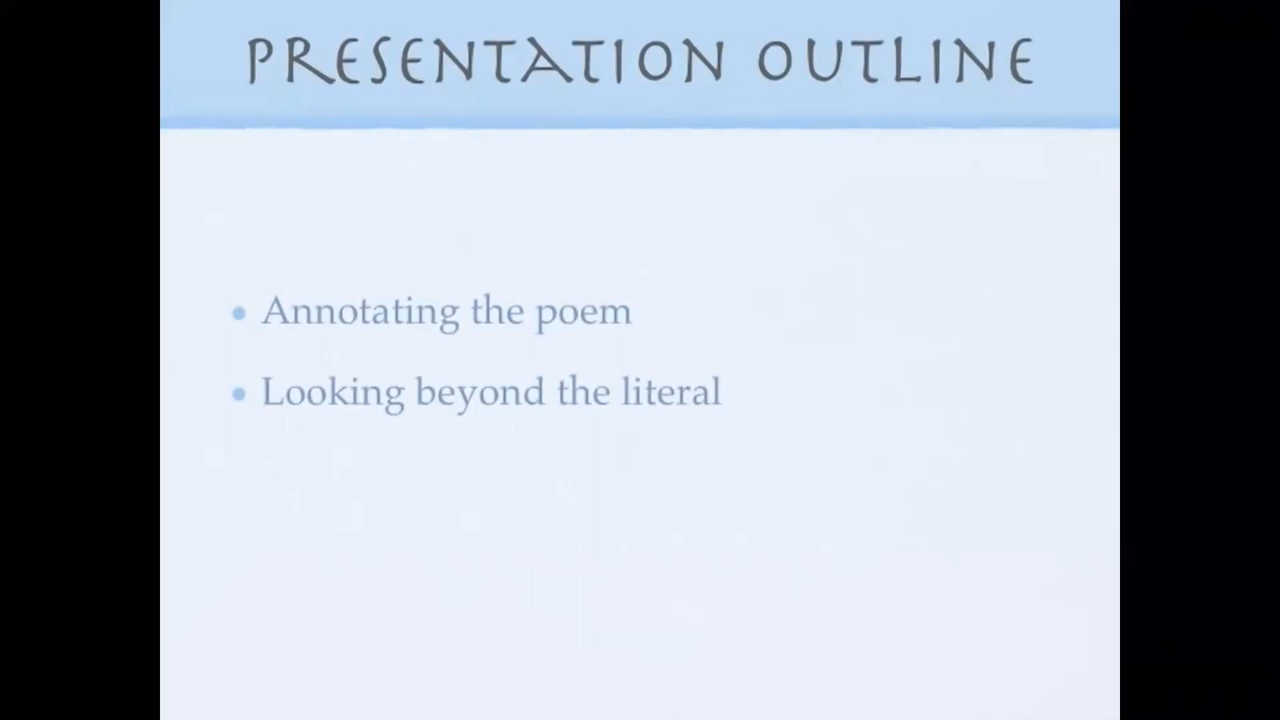 PRESENTATION OUTLINE
• Annotating the poem
• Looking beyond the literal